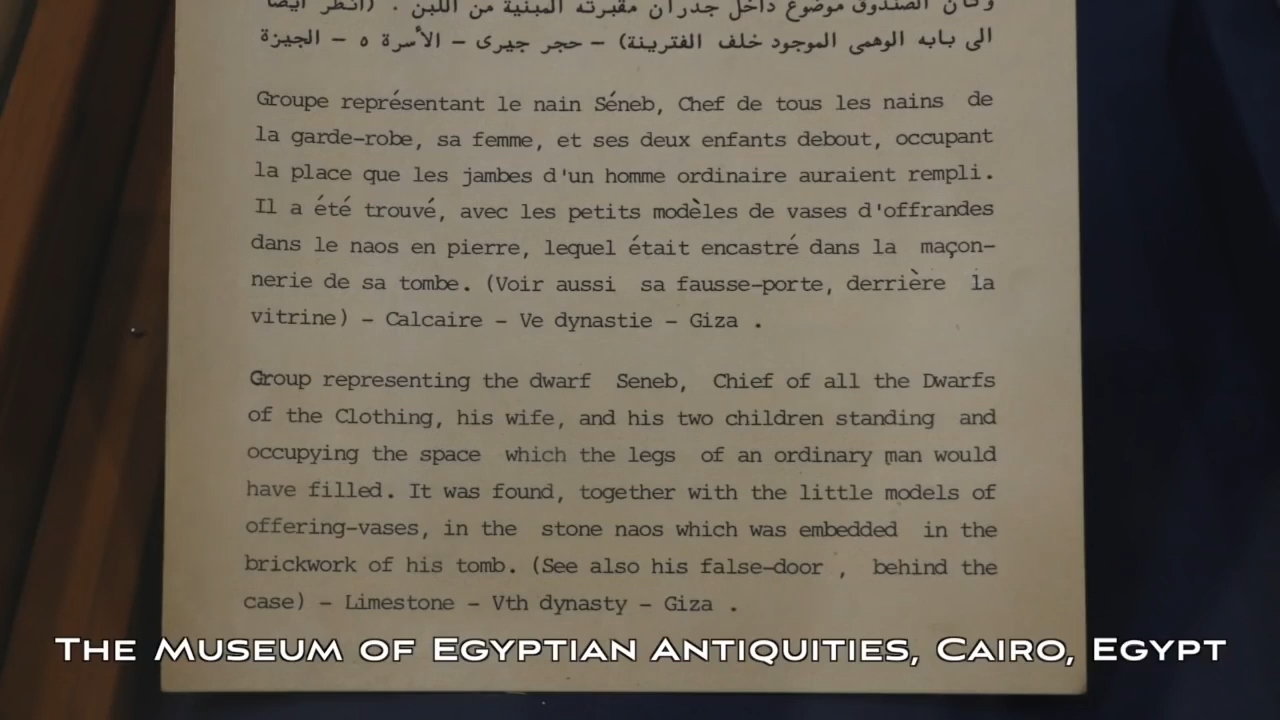 وكان الصندوق موضوع داخل جدران مقبرته المبنية من اللبن . (انظر ايضا
الى بابه الوهمى الموجود خلف الفترينة) – حجر جيرى – الأسرة ٥ – الجيزة
Groupe représentant le nain Séneb, Chef de tous les nains de
la garde-robe, sa femme, et ses deux enfants debout, occupant
la place que les jambes d'un homme ordinaire auraient rempli.
Il a été trouvé, avec les petits modèles de vases d'offrandes
dans le naos en pierre, lequel était encastré dans la maçon-
nerie de sa tombe. (Voir aussi sa fausse-porte, derrière la
vitrine) – Calcaire – Ve dynastie – Giza .
Group representing the dwarf Seneb, Chief of all the Dwarfs
of the Clothing, his wife, and his two children standing and
occupying the space which the legs of an ordinary man would
have filled. It was found, together with the little models of
offering-vases, in the stone naos which was embedded in the
brickwork of his tomb. (See also his false-door , behind the
case) – Limestone – Vth dynasty – Giza .
The Museum of Egyptian Antiquities, Cairo, Egypt